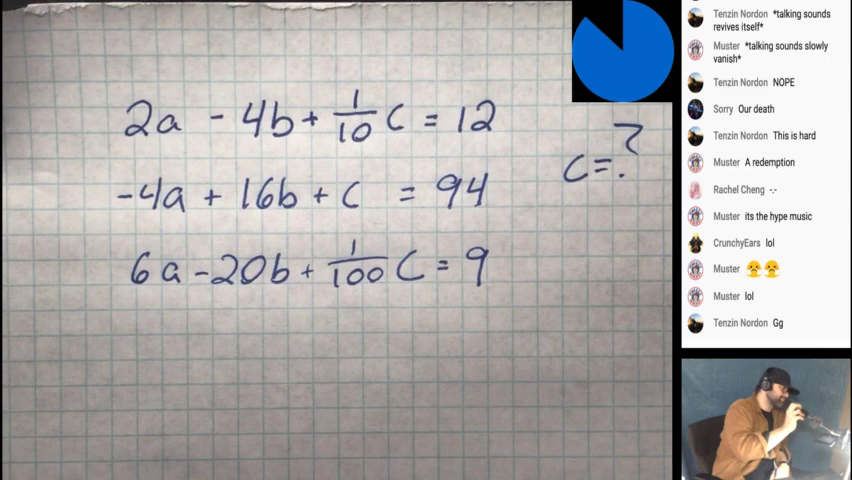 2a - 4b + 1/10 c = 12
-4a + 16b + c = 94
6a - 20b + 1/100 c = 9
c = ?
Tenzin Nordon *talking sounds
revives itself*
Muster *talking sounds slowly
vanish*
Tenzin Nordon NOPE
Sorry Our death
Tenzin Nordon This is hard
Muster A redemption
Rachel Cheng -.-
Muster its the hype music
CrunchyEars lol
Muster 😤😤
Muster lol
Tenzin Nordon Gg